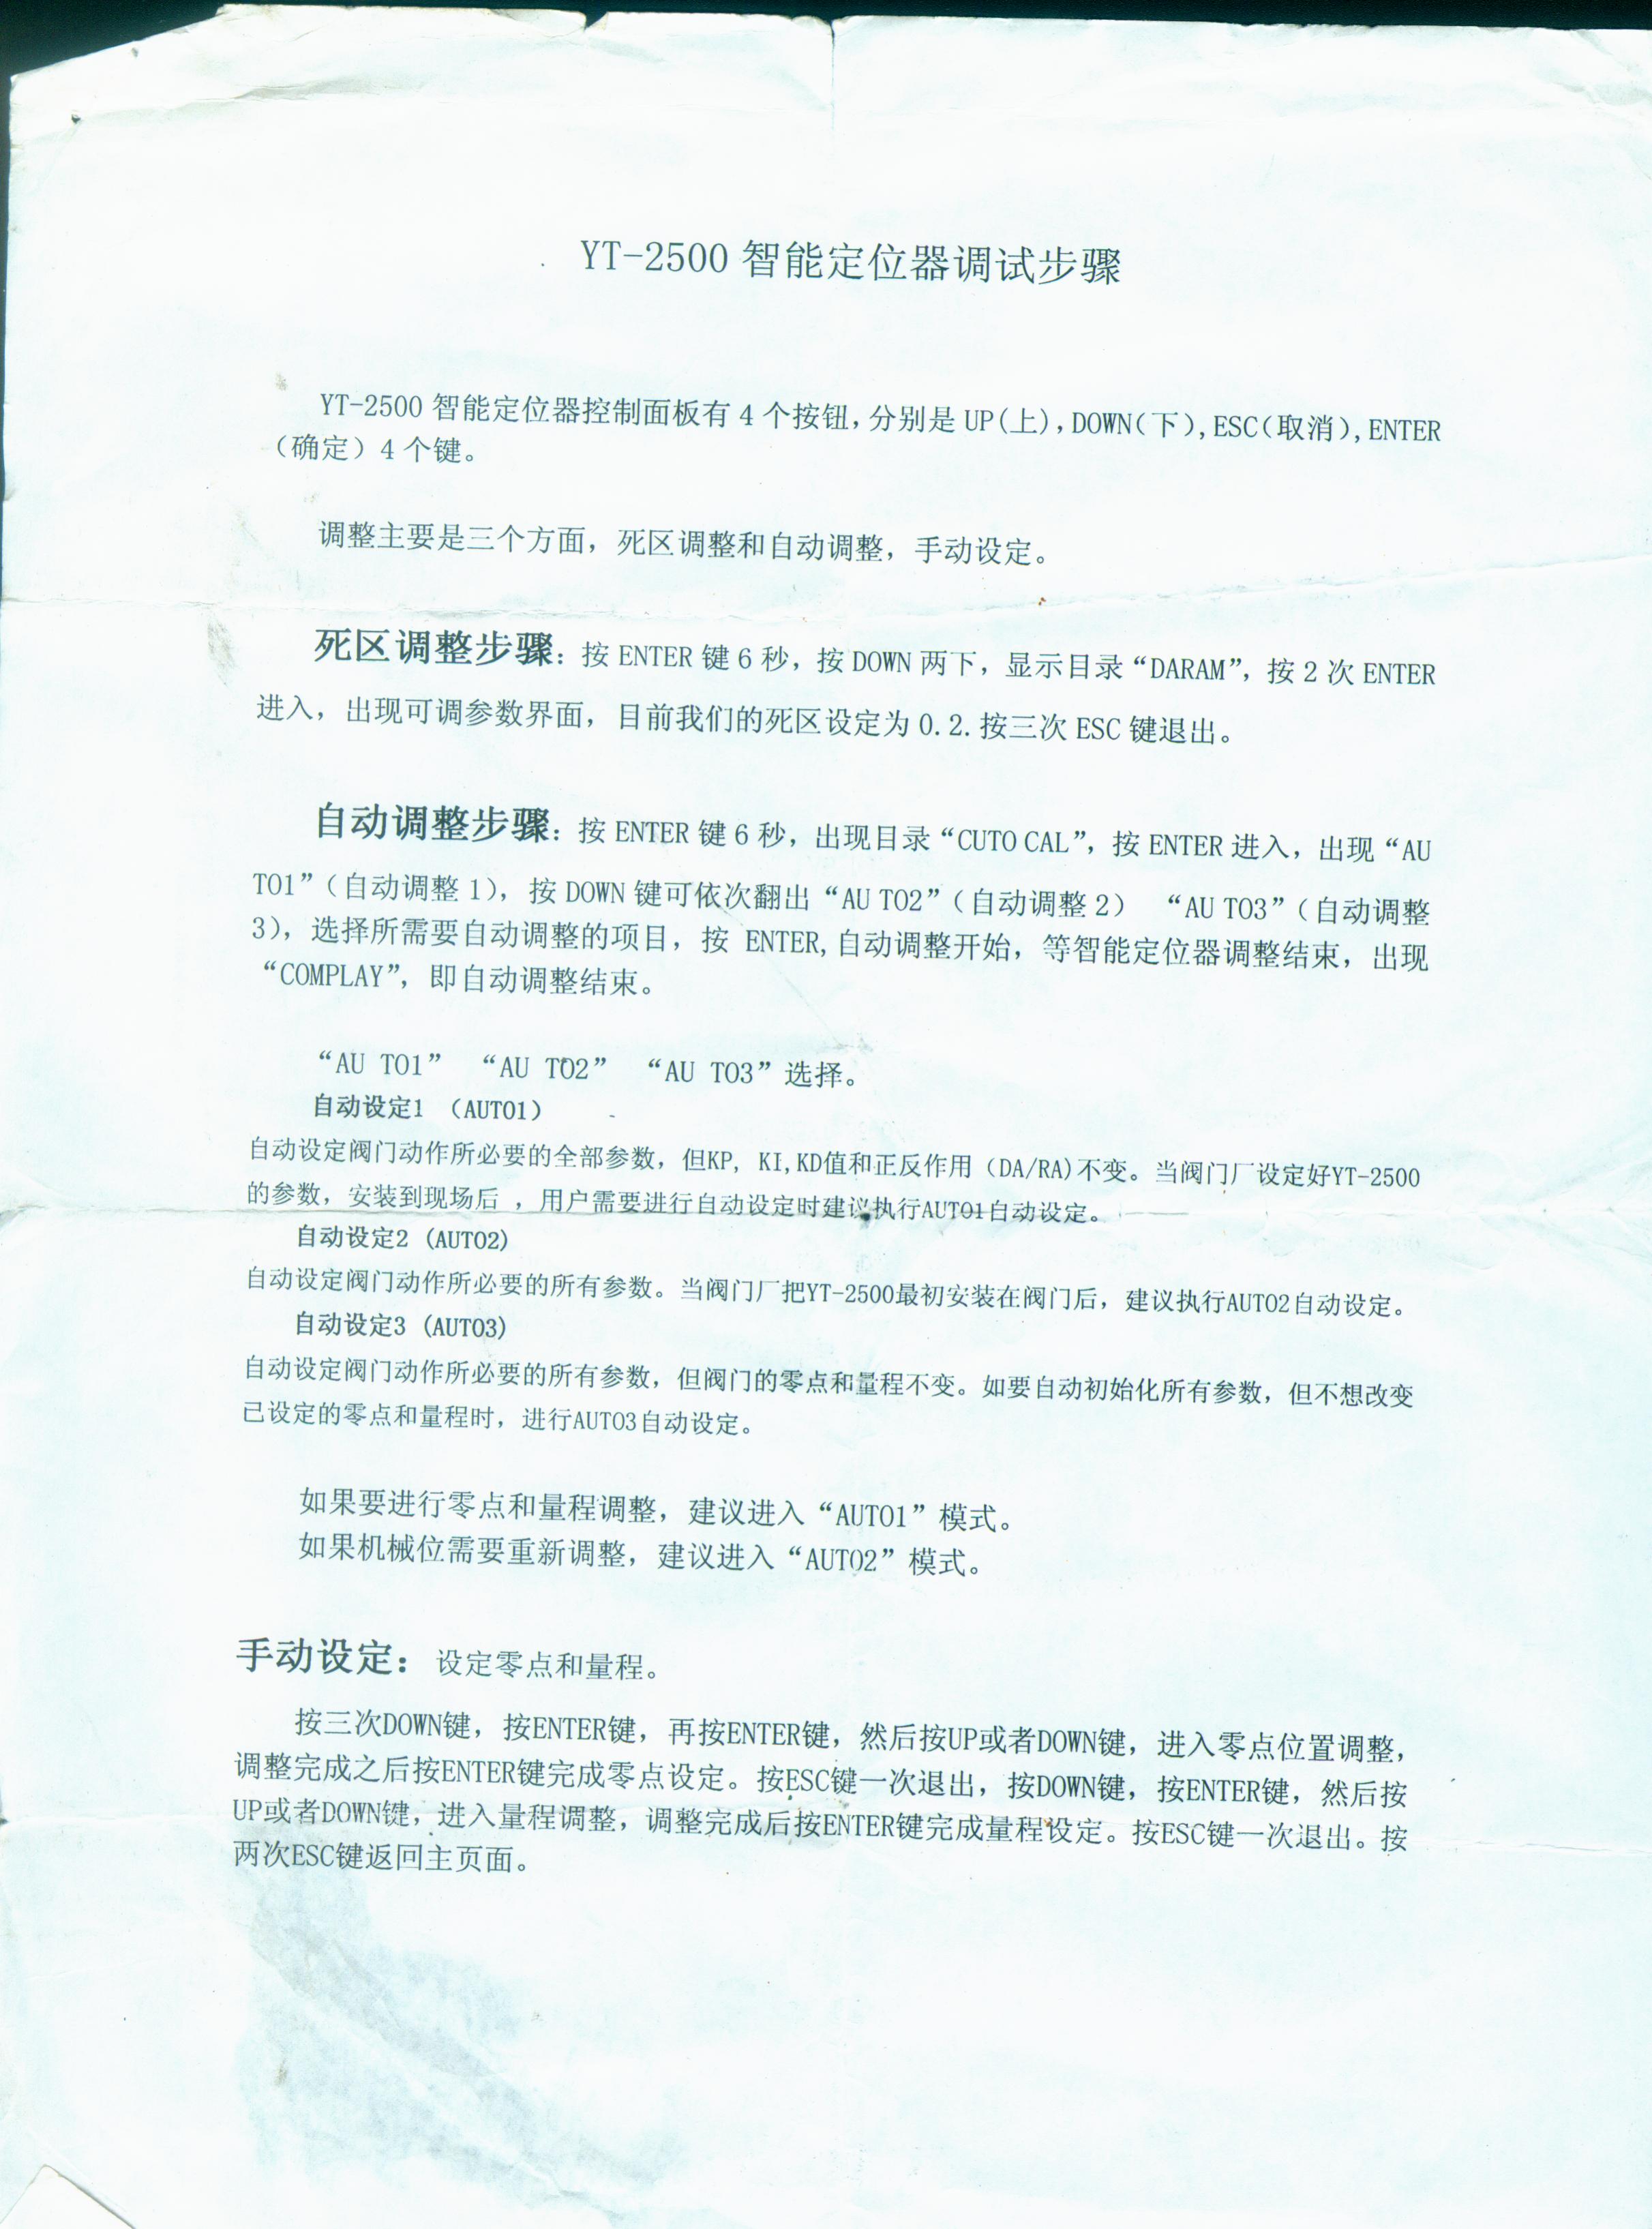 YT-2500 智能定位器调试步骤
YT-2500 智能定位器控制面板有 4 个按钮,分别是 UP(上),DOWN(下),ESC(取消),ENTER
（确定）4 个键。
调整主要是三个方面，死区调整和自动调整，手动设定。
死区调整步骤：按 ENTER 键 6 秒，按 DOWN 两下，显示目录“DARAM”，按 2 次 ENTER
进入，出现可调参数界面，目前我们的死区设定为 0.2.按三次 ESC 键退出。
自动调整步骤：按 ENTER 键 6 秒，出现目录“CUTO CAL”，按 ENTER 进入，出现“AU
TO1”（自动调整 1），按 DOWN 键可依次翻出“AU TO2”（自动调整 2） “AU TO3”（自动调整
3），选择所需要自动调整的项目，按 ENTER,自动调整开始，等智能定位器调整结束，出现
“COMPLAY”，即自动调整结束。
“AU TO1” “AU TO2” “AU TO3”选择。
自动设定1 （AUTO1）
自动设定阀门动作所必要的全部参数，但KP, KI,KD值和正反作用（DA/RA)不变。当阀门厂设定好YT-2500
的参数，安装到现场后 ，用户需要进行自动设定时建议执行AUTO1自动设定。
自动设定2 (AUTO2)
自动设定阀门动作所必要的所有参数。当阀门厂把YT-2500最初安装在阀门后，建议执行AUTO2自动设定。
自动设定3 (AUTO3)
自动设定阀门动作所必要的所有参数，但阀门的零点和量程不变。如要自动初始化所有参数，但不想改变
已设定的零点和量程时，进行AUTO3自动设定。
如果要进行零点和量程调整，建议进入“AUTO1”模式。
如果机械位需要重新调整，建议进入“AUTO2”模式。
手动设定：设定零点和量程。
按三次DOWN键，按ENTER键，再按ENTER键，然后按UP或者DOWN键，进入零点位置调整，
调整完成之后按ENTER键完成零点设定。按ESC键一次退出，按DOWN键，按ENTER键，然后按
UP或者DOWN键，进入量程调整，调整完成后按ENTER键完成量程设定。按ESC键一次退出。按
两次ESC键返回主页面。